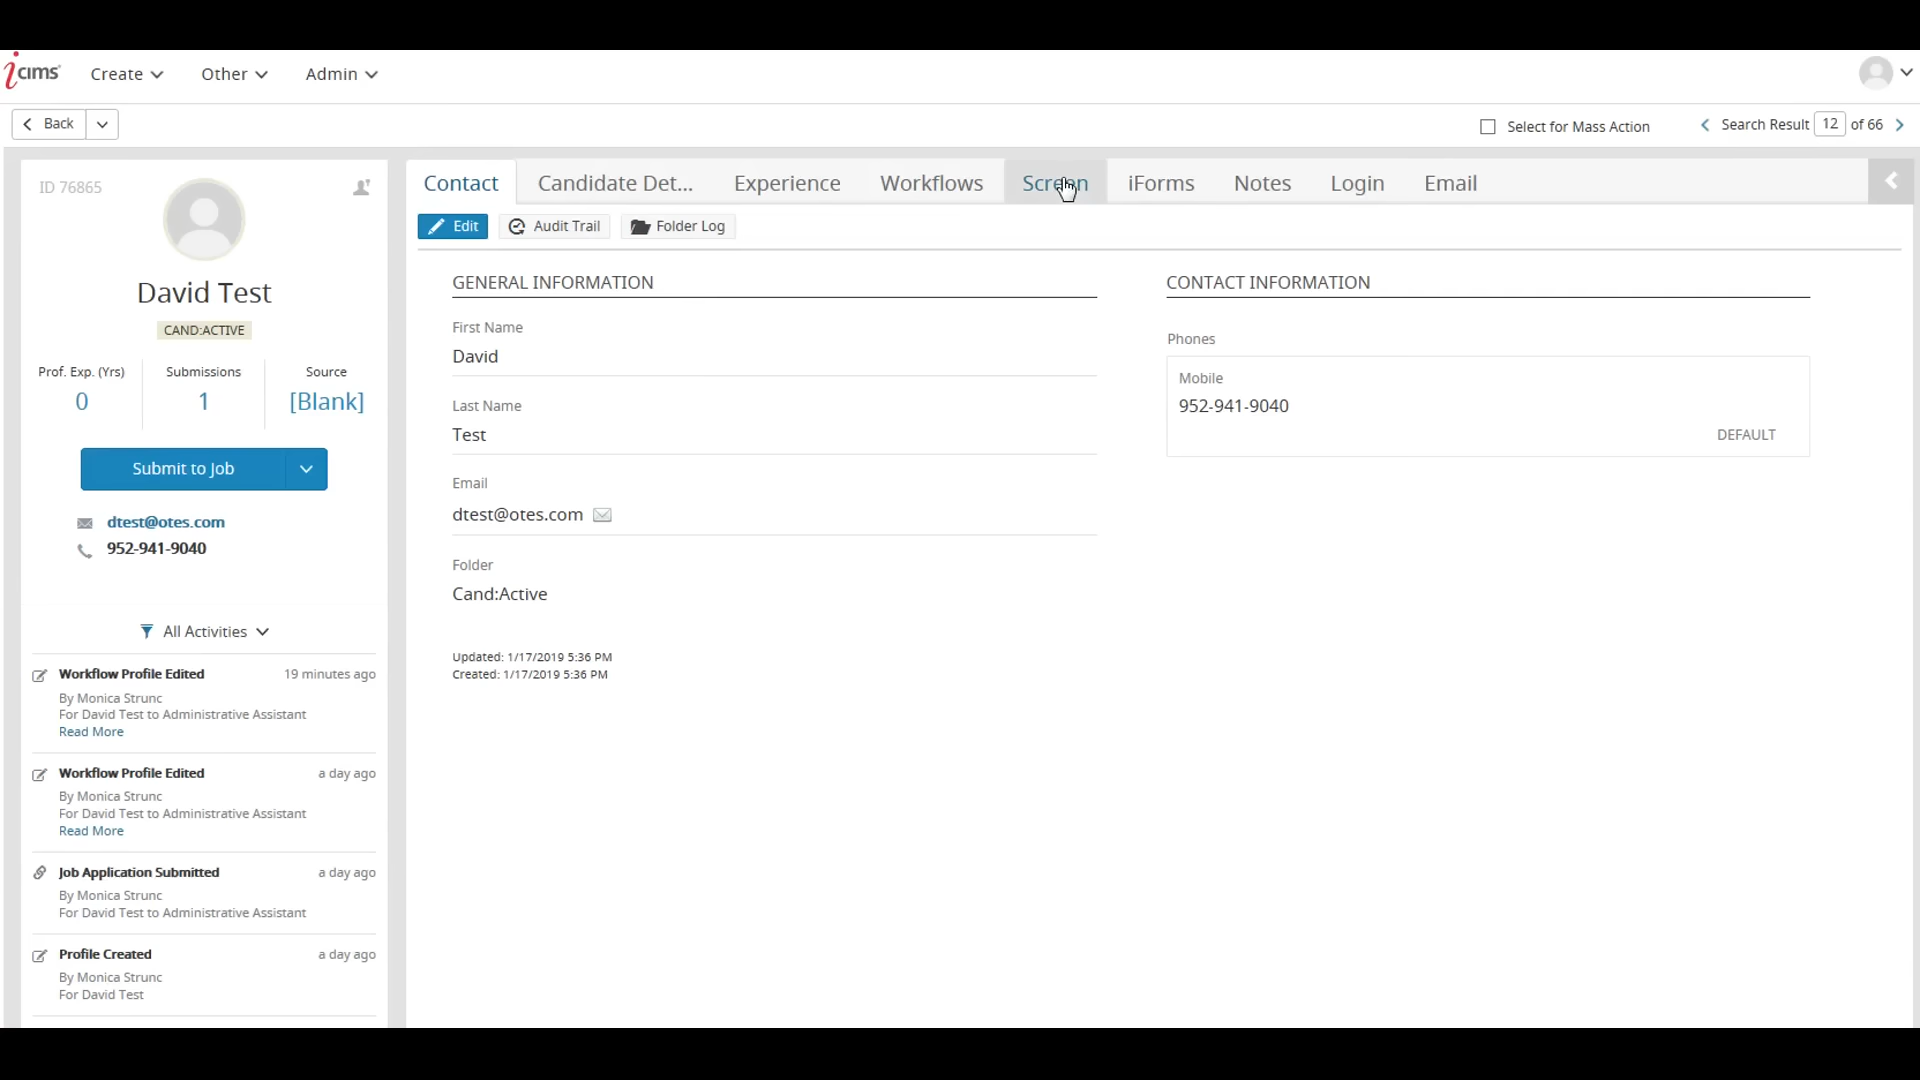 icims
Create Other Admin
Back
Select for Mass Action Search Result 12 of 66
ID 76865
David Test
CAND:ACTIVE
Prof. Exp. (Yrs) Submissions Source
0 1 [Blank]
Submit to Job
dtest@otes.com
952-941-9040
All Activities
Workflow Profile Edited 19 minutes ago
By Monica Strunc
For David Test to Administrative Assistant
Read More
Workflow Profile Edited a day ago
By Monica Strunc
For David Test to Administrative Assistant
Read More
Job Application Submitted a day ago
By Monica Strunc
For David Test to Administrative Assistant
Profile Created a day ago
By Monica Strunc
For David Test
Contact Candidate Det... Experience Workflows Screen iForms Notes Login Email
Edit Audit Trail Folder Log
GENERAL INFORMATION
First Name
David
Last Name
Test
Email
dtest@otes.com
Folder
Cand:Active
Updated: 1/17/2019 5:36 PM
Created: 1/17/2019 5:36 PM
CONTACT INFORMATION
Phones
Mobile
952-941-9040
DEFAULT